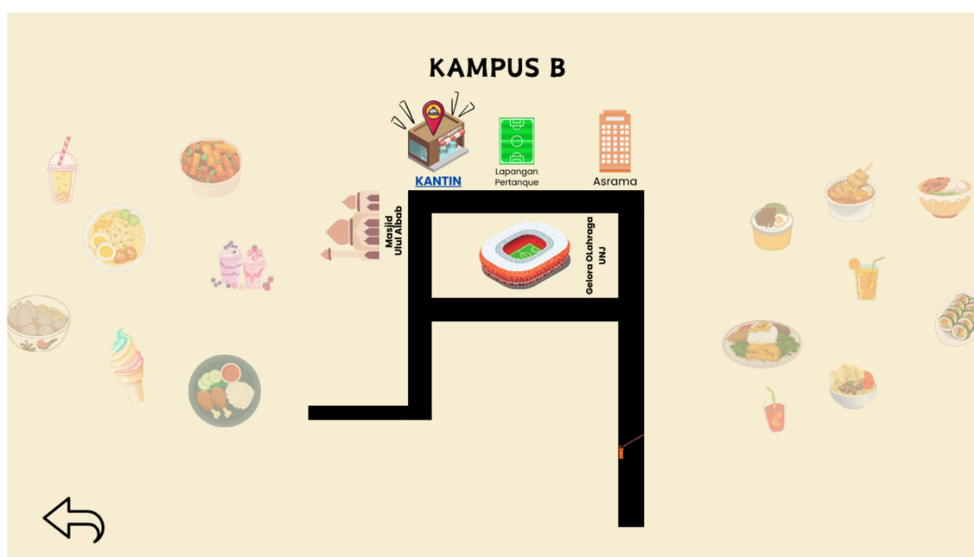 KAMPUS B
KANTIN
Lapangan
Pertanque
Asrama
Masjid
Ulul Albab
Gelora OLahraga
UNJ